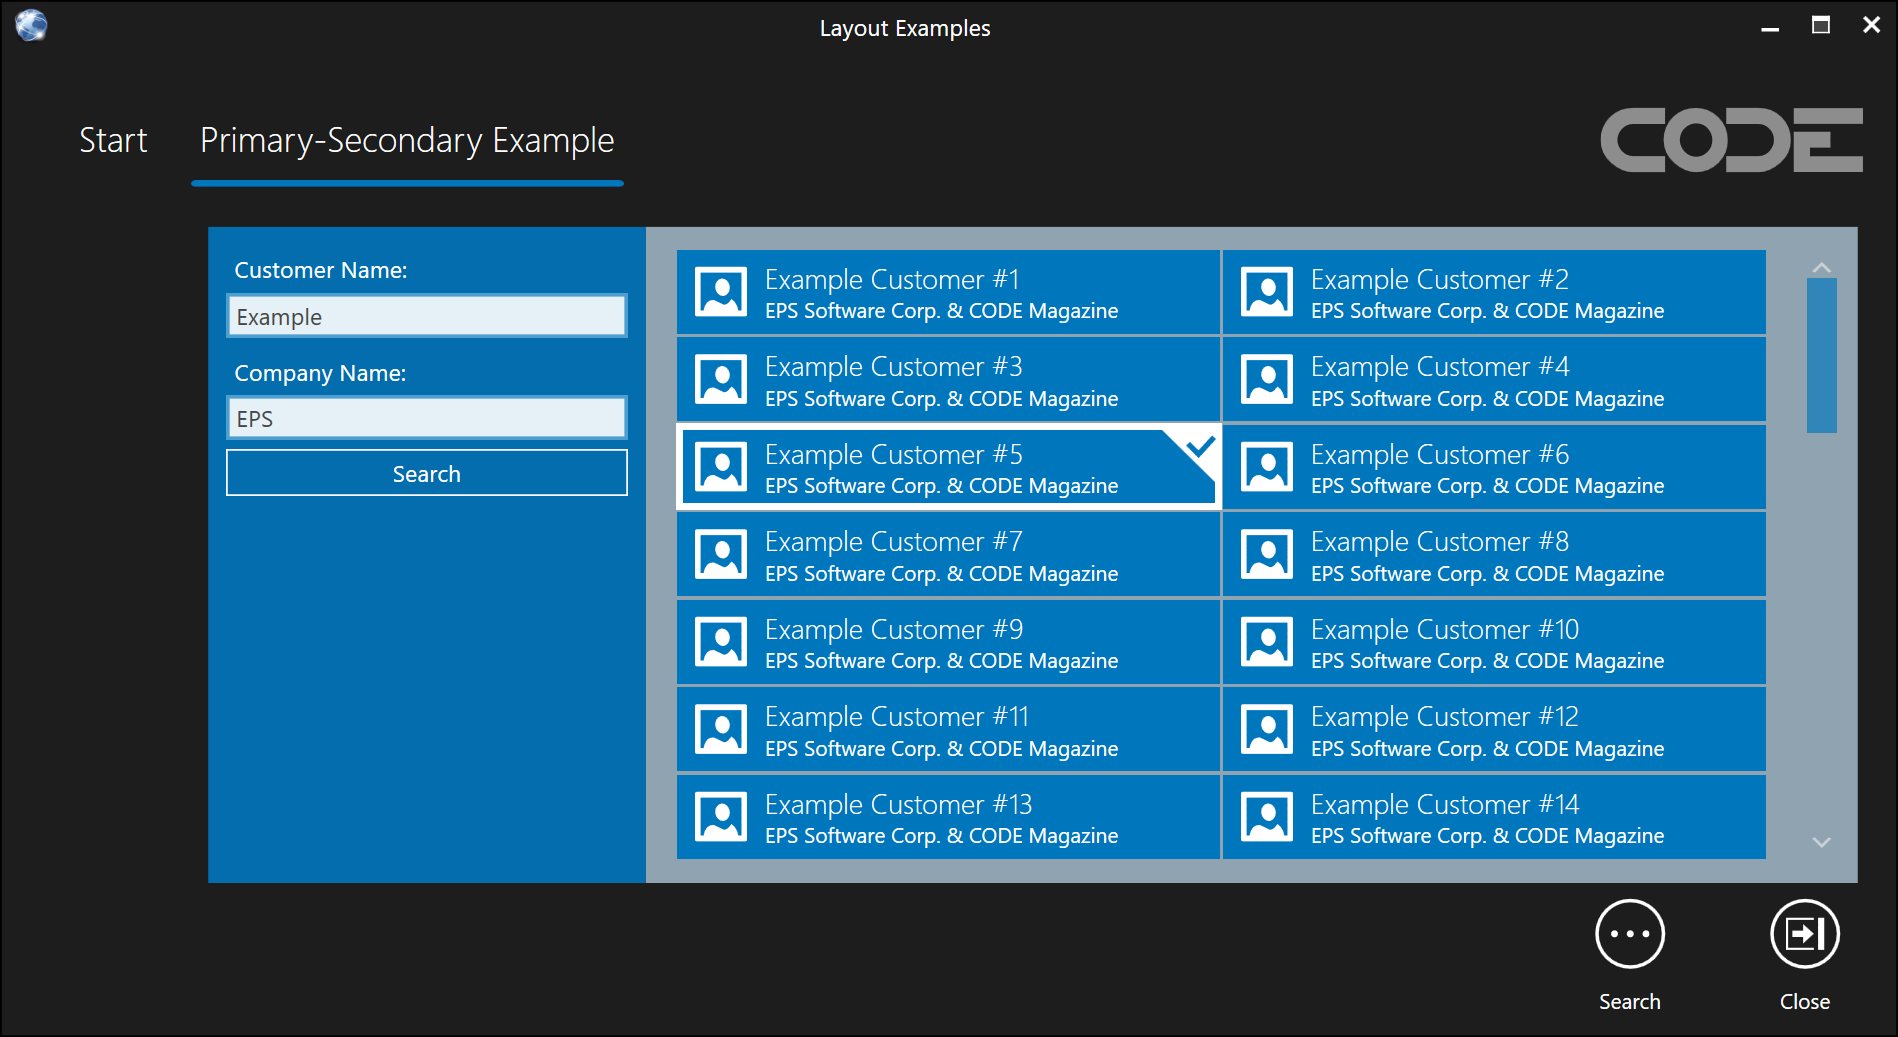 Layout Examples
Start
Primary-Secondary Example
CODE
Customer Name:
Example
Company Name:
EPS
Search
Example Customer #1
EPS Software Corp. & CODE Magazine
Example Customer #2
EPS Software Corp. & CODE Magazine
Example Customer #3
EPS Software Corp. & CODE Magazine
Example Customer #4
EPS Software Corp. & CODE Magazine
Example Customer #5
EPS Software Corp. & CODE Magazine
Example Customer #6
EPS Software Corp. & CODE Magazine
Example Customer #7
EPS Software Corp. & CODE Magazine
Example Customer #8
EPS Software Corp. & CODE Magazine
Example Customer #9
EPS Software Corp. & CODE Magazine
Example Customer #10
EPS Software Corp. & CODE Magazine
Example Customer #11
EPS Software Corp. & CODE Magazine
Example Customer #12
EPS Software Corp. & CODE Magazine
Example Customer #13
EPS Software Corp. & CODE Magazine
Example Customer #14
EPS Software Corp. & CODE Magazine
Search
Close